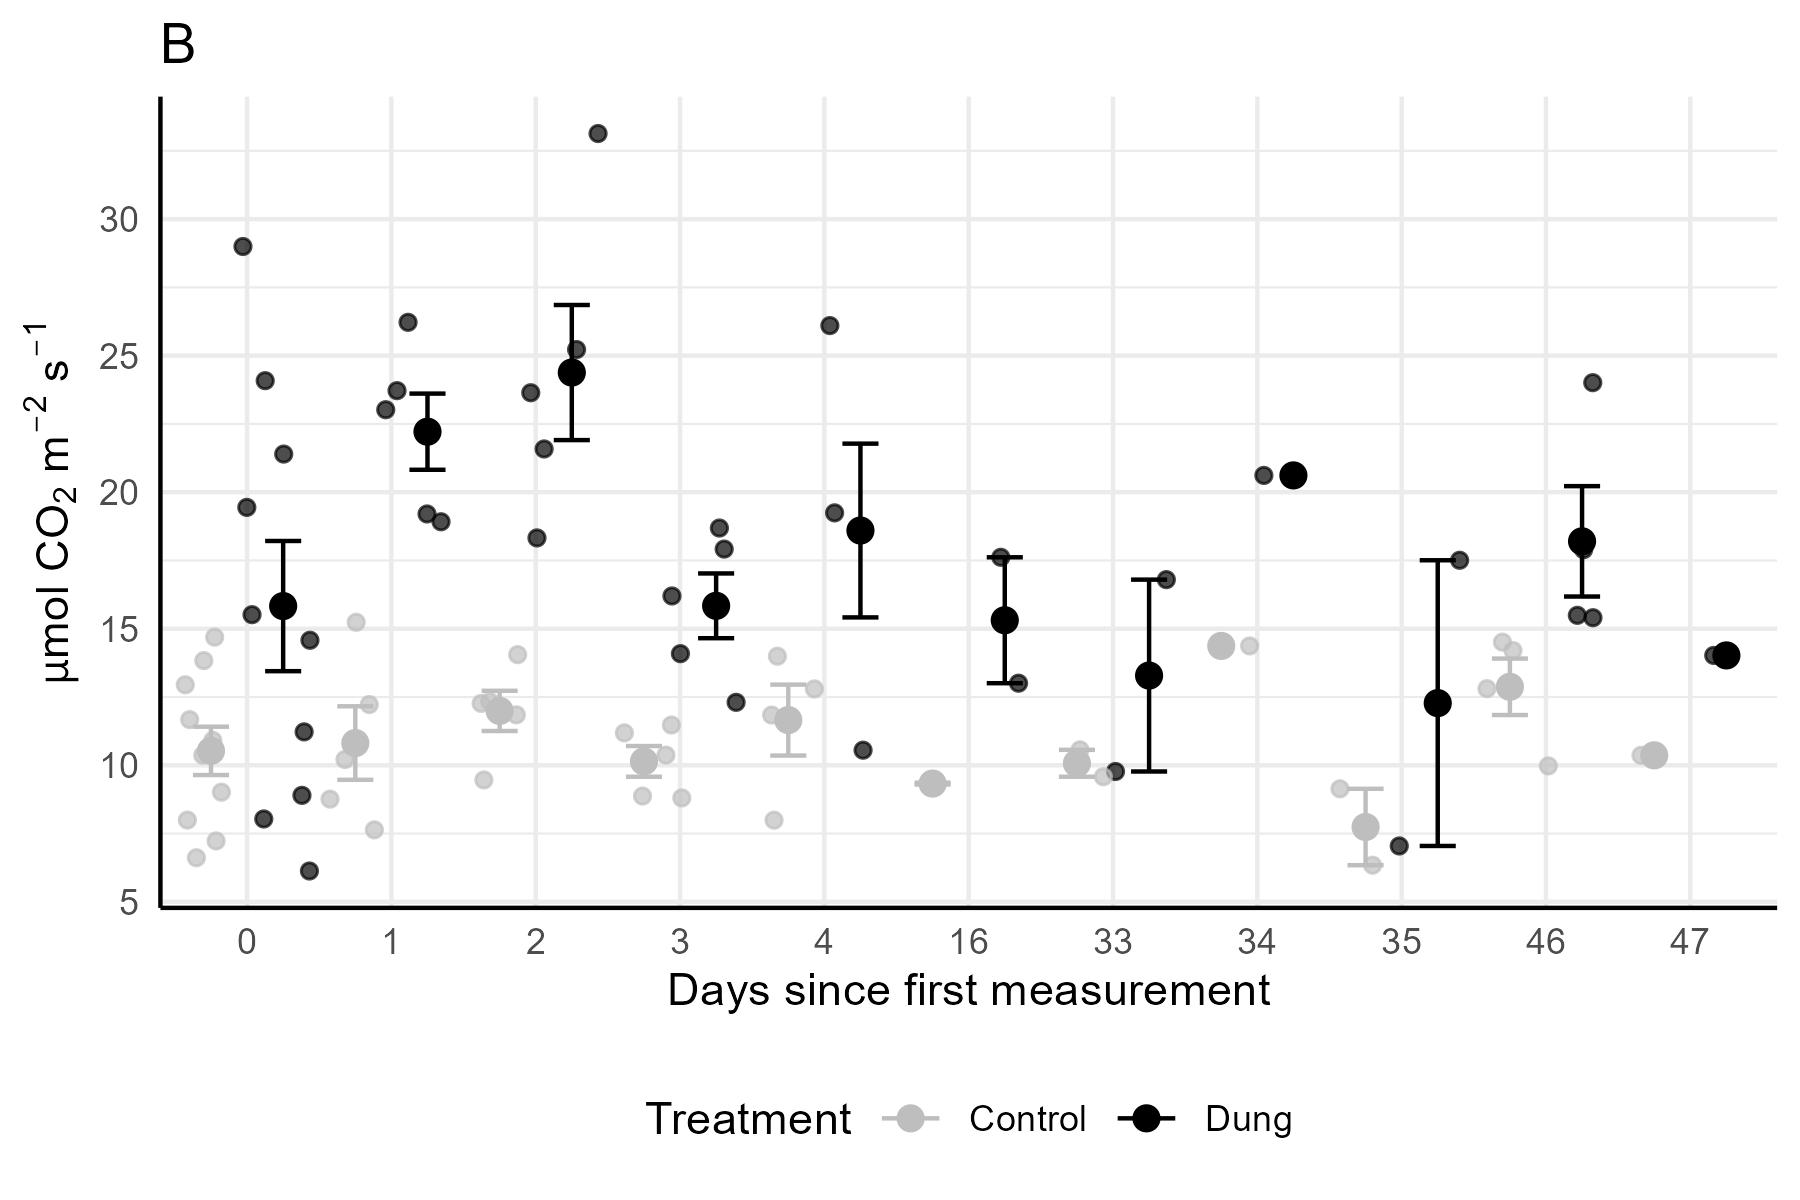 B
30
25
20
15
10
5
µmol CO₂ m⁻² s⁻¹
0 1 2 3 4 16 33 34 35 46 47
Days since first measurement
Treatment Control Dung